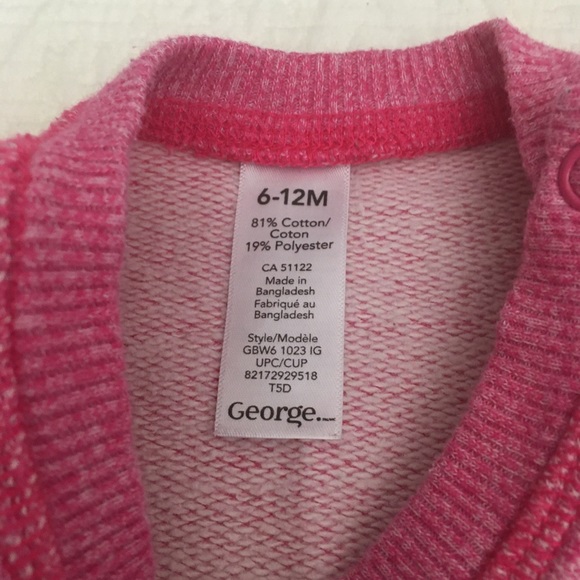 6-12M
81% Cotton/
Coton
19% Polyester
CA 51122
Made in
Bangladesh
Fabriqué au
Bangladesh
Style/Modèle
GBW6 1023 IG
UPC/CUP
82172929518
T5D
George.